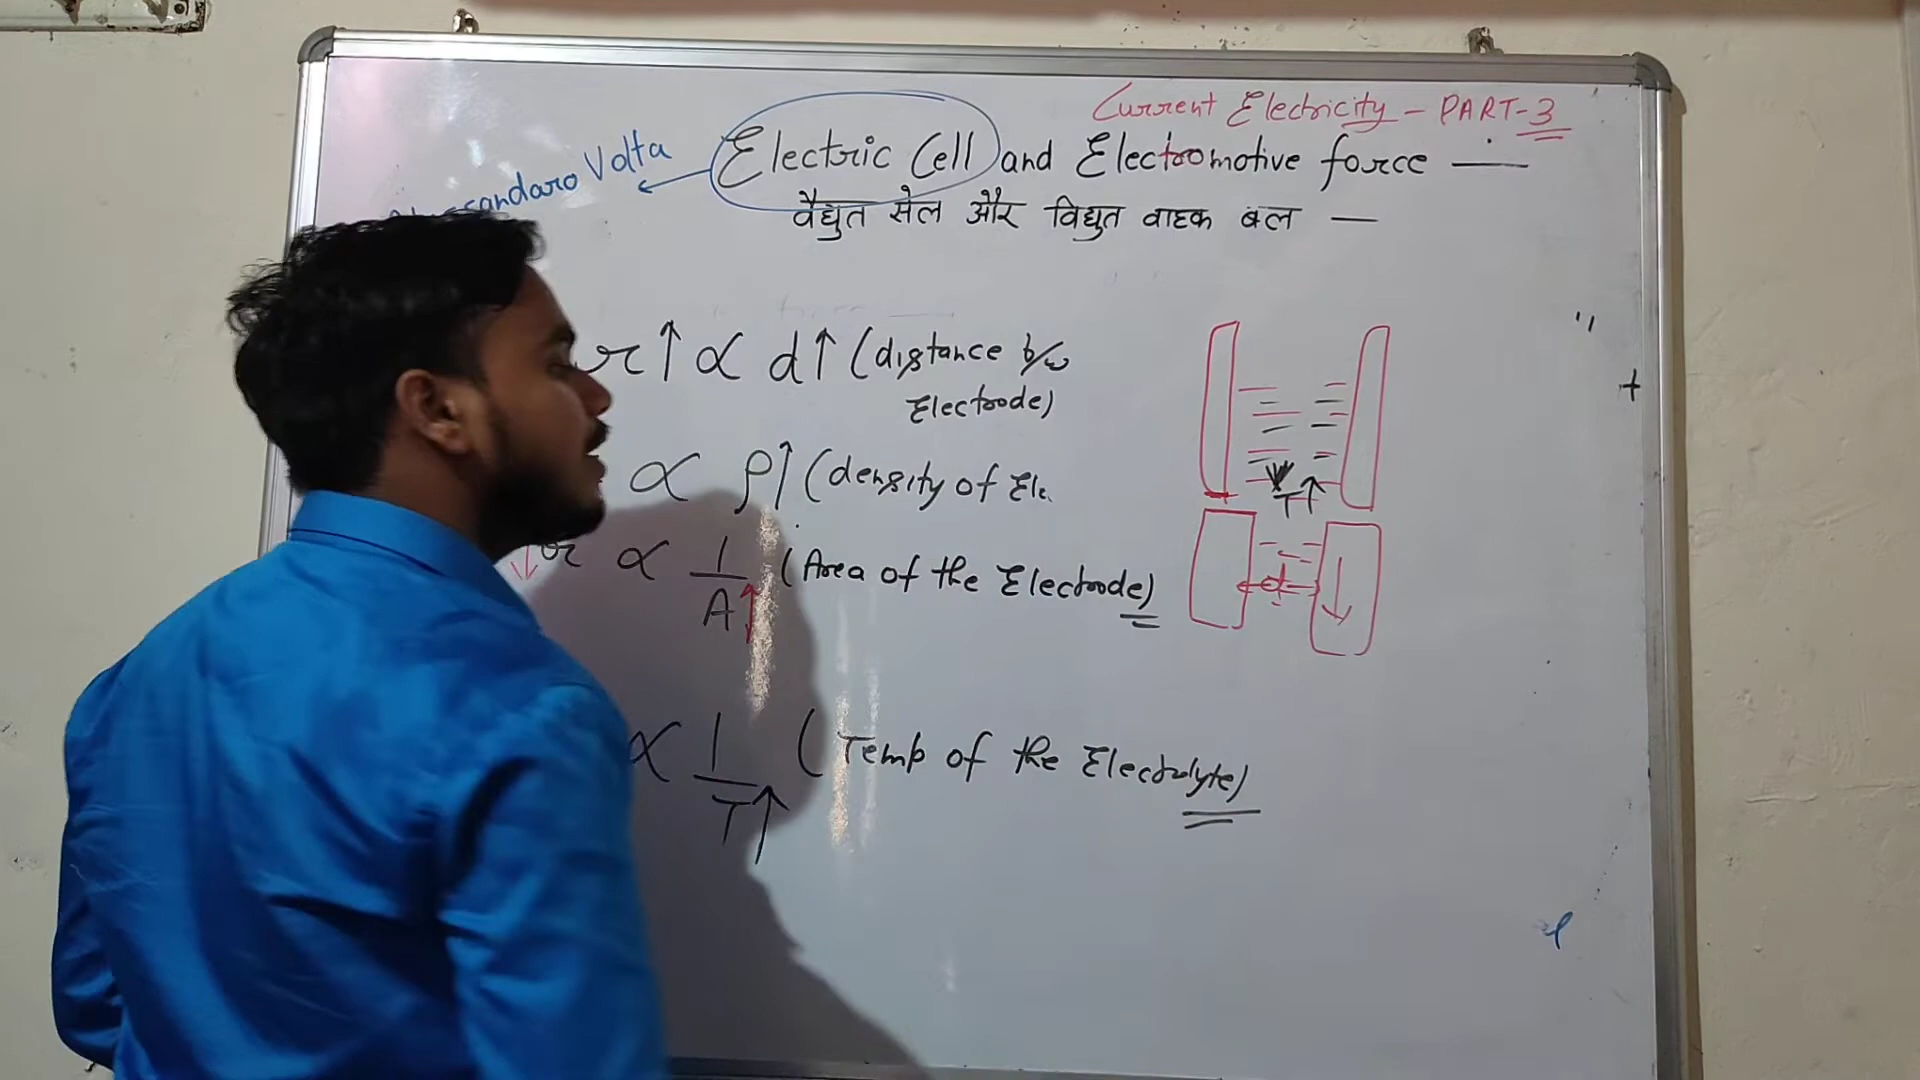 Current Electricity - PART-3
Volta ← Electric Cell and Electromotive force —
वैद्युत सेल और विद्युत वाहक बल —
r↑ ∝ d↑ (distance b/w
Electrode)
∝ ρ↑ (density of Ele.
↓ r ∝ 1/A↑ (Area of the Electrode)
∝ 1/T↑ (Temp of the Electrolyte)
T↑
d
+